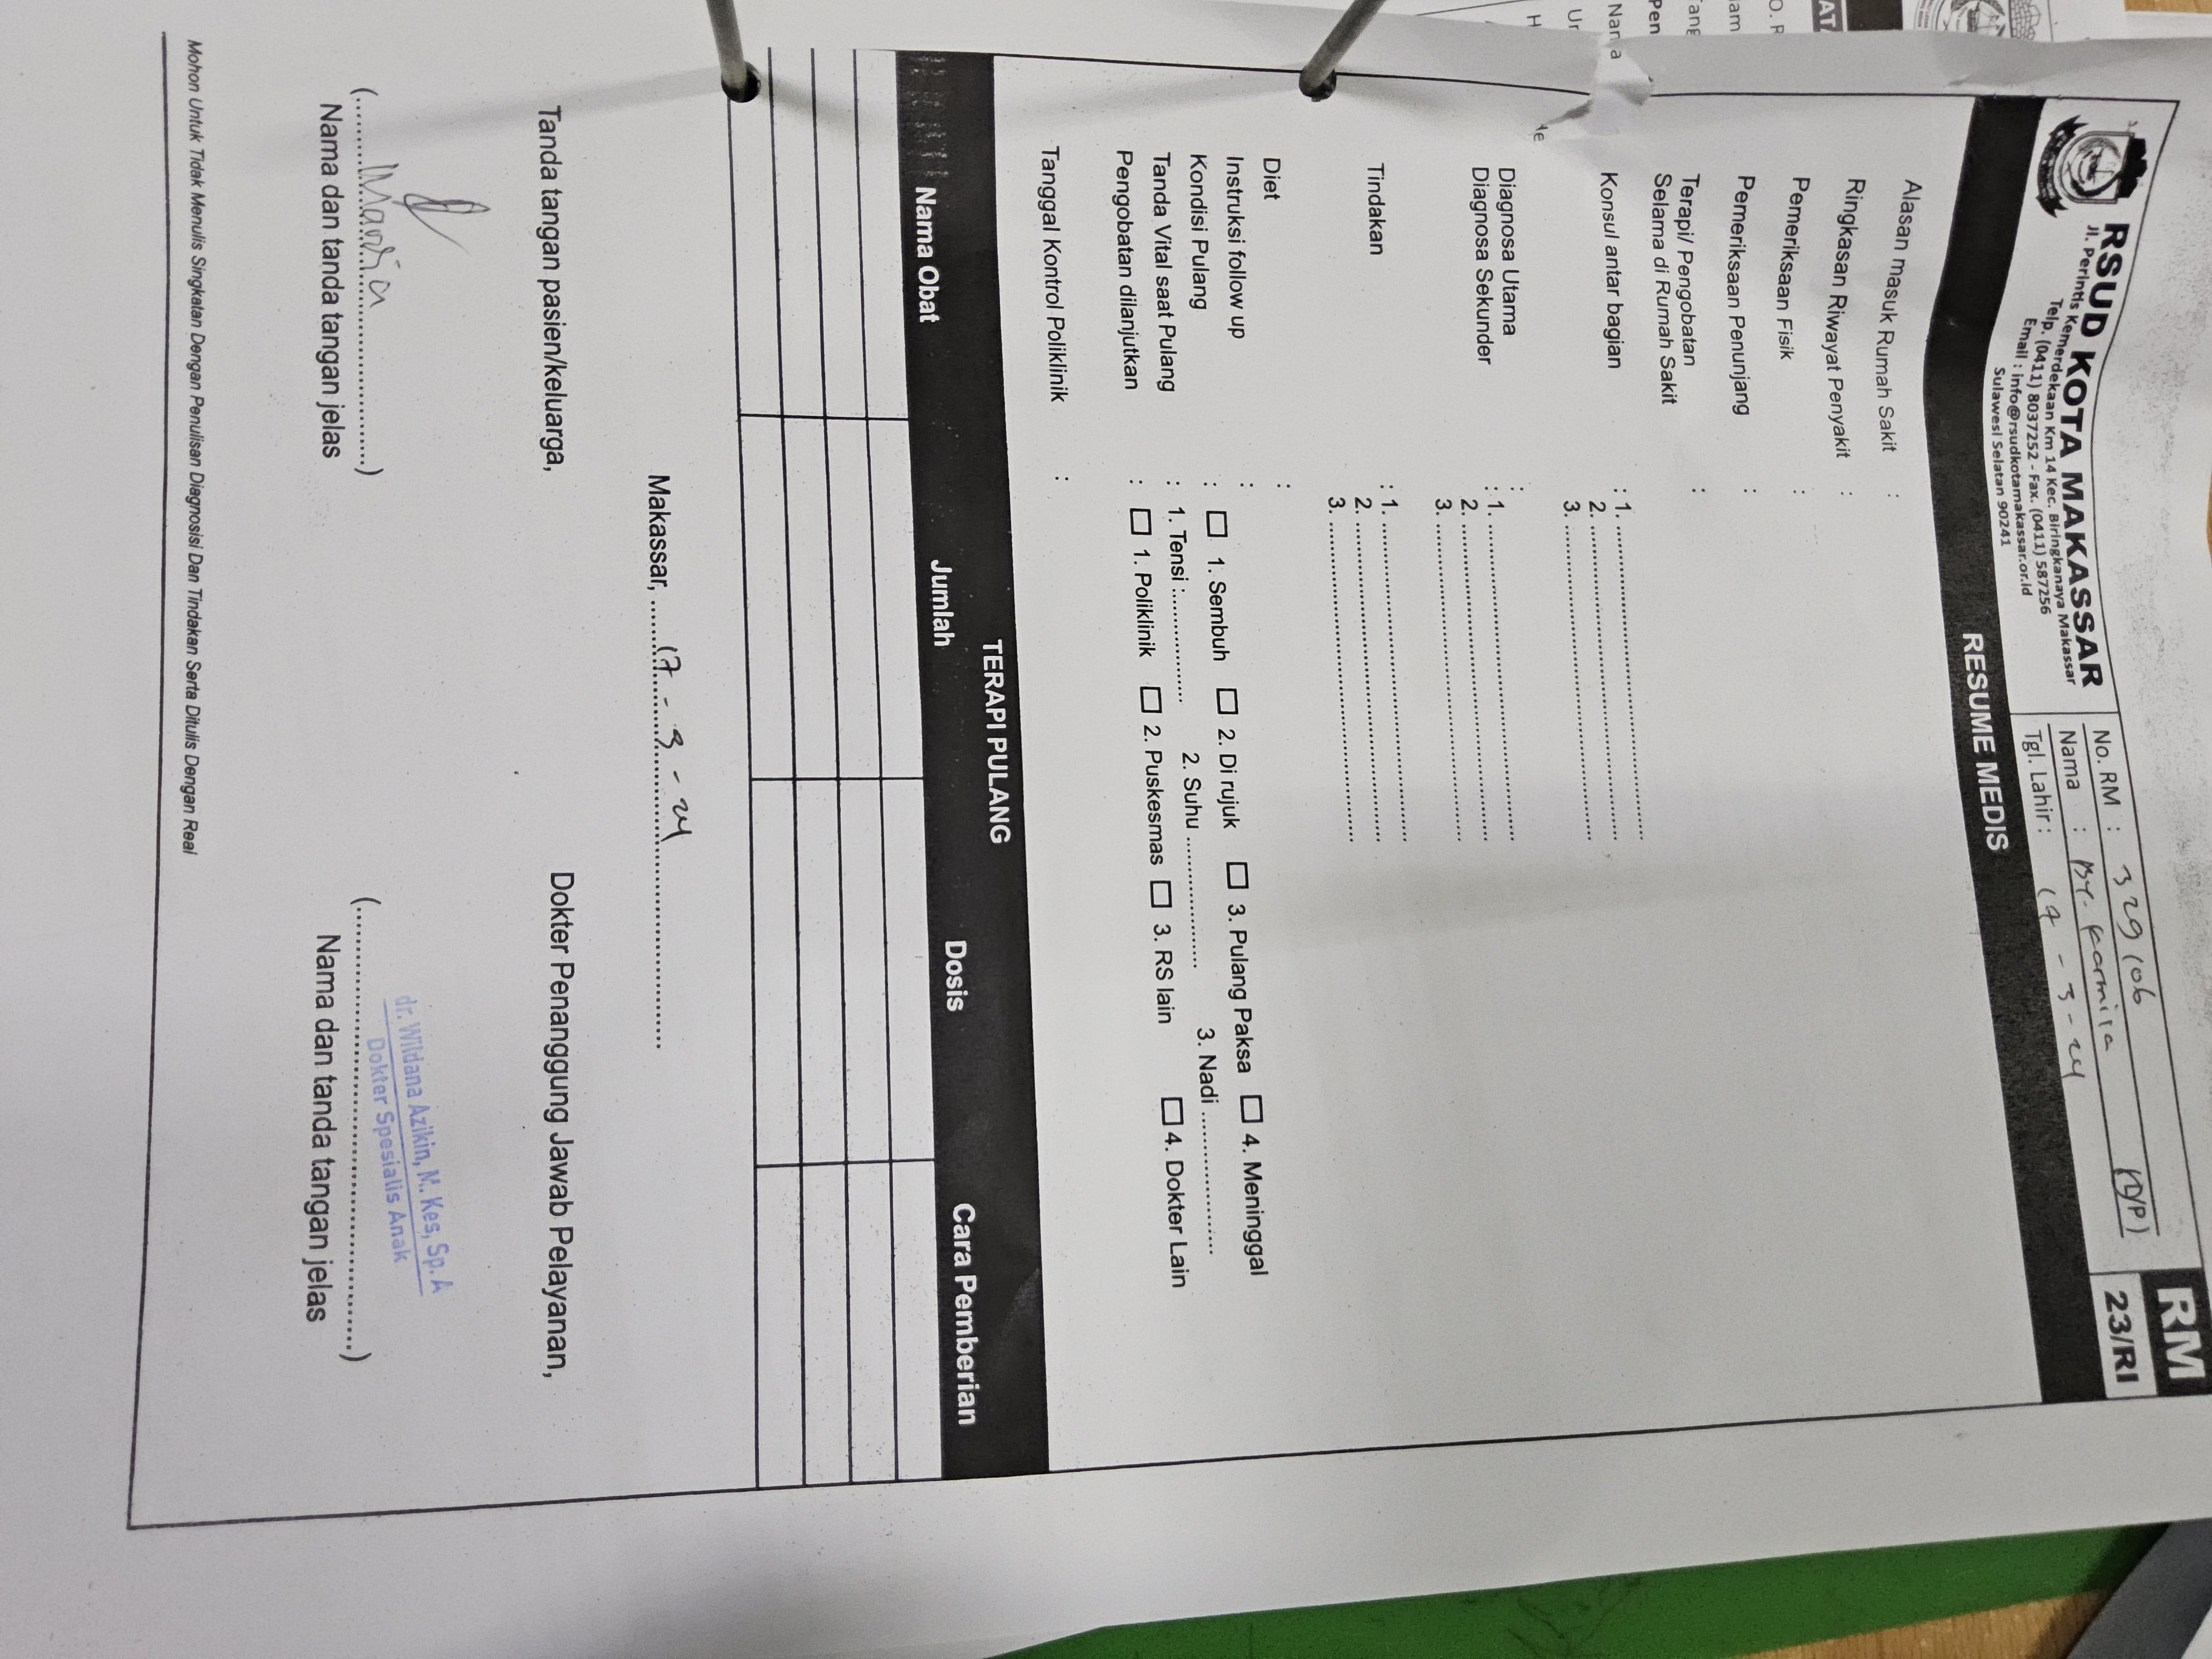 RSUD KOTA MAKASSAR
Jl. Perintis Kemerdekaan Km 14 Kec. Biringkanaya Makassar
Telp. (0411) 8037252 - Fax. (0411) 587256
Email : info@rsudkotamakassar.or.id
Sulawesi Selatan 90241
No. RM : 329106
Nama : By. Karmila (L/P)
Tgl. Lahir : 17 - 3 - 24
RM
23/RI
RESUME MEDIS
Alasan masuk Rumah Sakit :
Ringkasan Riwayat Penyakit :
Pemeriksaan Fisik :
Pemeriksaan Penunjang :
Terapi/ Pengobatan :
Selama di Rumah Sakit
Konsul antar bagian : 1. ..........
2. ..........
3. ..........
Diagnosa Utama :
Diagnosa Sekunder : 1. ..........
2. ..........
3. ..........
Tindakan : 1. ..........
2. ..........
3. ..........
Diet :
Instruksi follow up :
Kondisi Pulang : ☐ 1. Sembuh ☐ 2. Di rujuk ☐ 3. Pulang Paksa ☐ 4. Meninggal
Tanda Vital saat Pulang : 1. Tensi :.......... 2. Suhu .......... 3. Nadi ..........
Pengobatan dilanjutkan : ☐ 1. Poliklinik ☐ 2. Puskesmas ☐ 3. RS lain ☐ 4. Dokter Lain
Tanggal Kontrol Poliklinik :
TERAPI PULANG
Nama Obat Jumlah Dosis Cara Pemberian
Makassar, 17 - 3 - 24
Tanda tangan pasien/keluarga, Dokter Penanggung Jawab Pelayanan,
dr. Wildana Azikin, M. Kes, Sp. A
Dokter Spesialis Anak
(....................) (....................)
Nama dan tanda tangan jelas Nama dan tanda tangan jelas
Mohon Untuk Tidak Menulis Singkatan Dengan Penulisan Diagnosisi Dan Tindakan Serta Ditulis Dengan Real